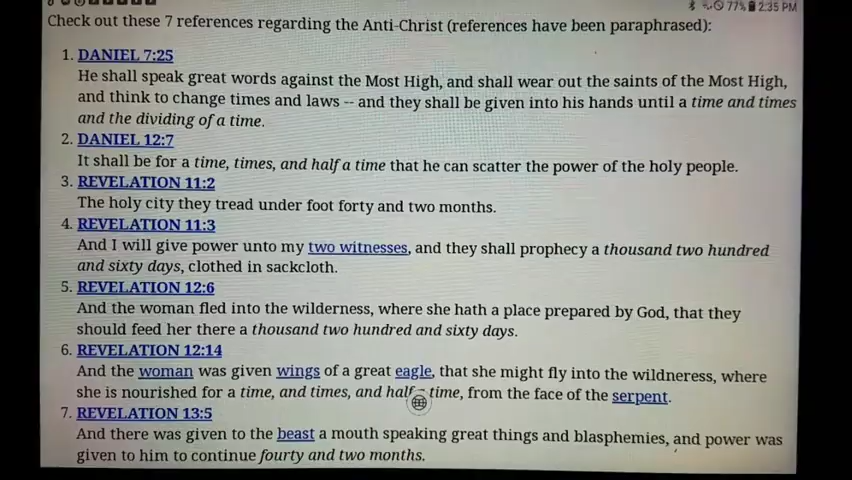 77% 2:35 PM
Check out these 7 references regarding the Anti-Christ (references have been paraphrased):
1. DANIEL 7:25
He shall speak great words against the Most High, and shall wear out the saints of the Most High,
and think to change times and laws -- and they shall be given into his hands until a time and times
and the dividing of a time.
2. DANIEL 12:7
It shall be for a time, times, and half a time that he can scatter the power of the holy people.
3. REVELATION 11:2
The holy city they tread under foot forty and two months.
4. REVELATION 11:3
And I will give power unto my two witnesses, and they shall prophecy a thousand two hundred
and sixty days, clothed in sackcloth.
5. REVELATION 12:6
And the woman fled into the wilderness, where she hath a place prepared by God, that they
should feed her there a thousand two hundred and sixty days.
6. REVELATION 12:14
And the woman was given wings of a great eagle, that she might fly into the wildneress, where
she is nourished for a time, and times, and half time, from the face of the serpent.
7. REVELATION 13:5
And there was given to the beast a mouth speaking great things and blasphemies, and power was
given to him to continue fourty and two months.